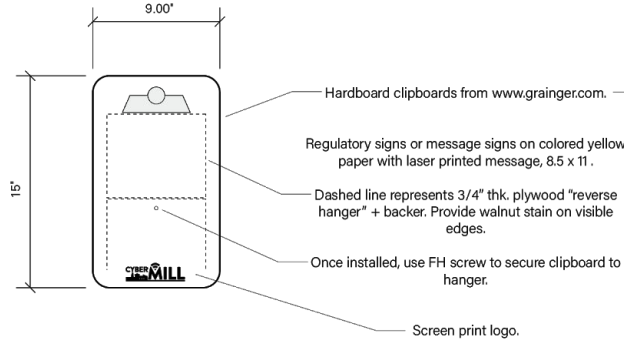 9.00"
15"
Hardboard clipboards from www.grainger.com.
Regulatory signs or message signs on colored yellow
paper with laser printed message, 8.5 x 11 .
Dashed line represents 3/4" thk. plywood “reverse
hanger” + backer. Provide walnut stain on visible
edges.
Once installed, use FH screw to secure clipboard to
hanger.
CYBER MILL
Screen print logo.